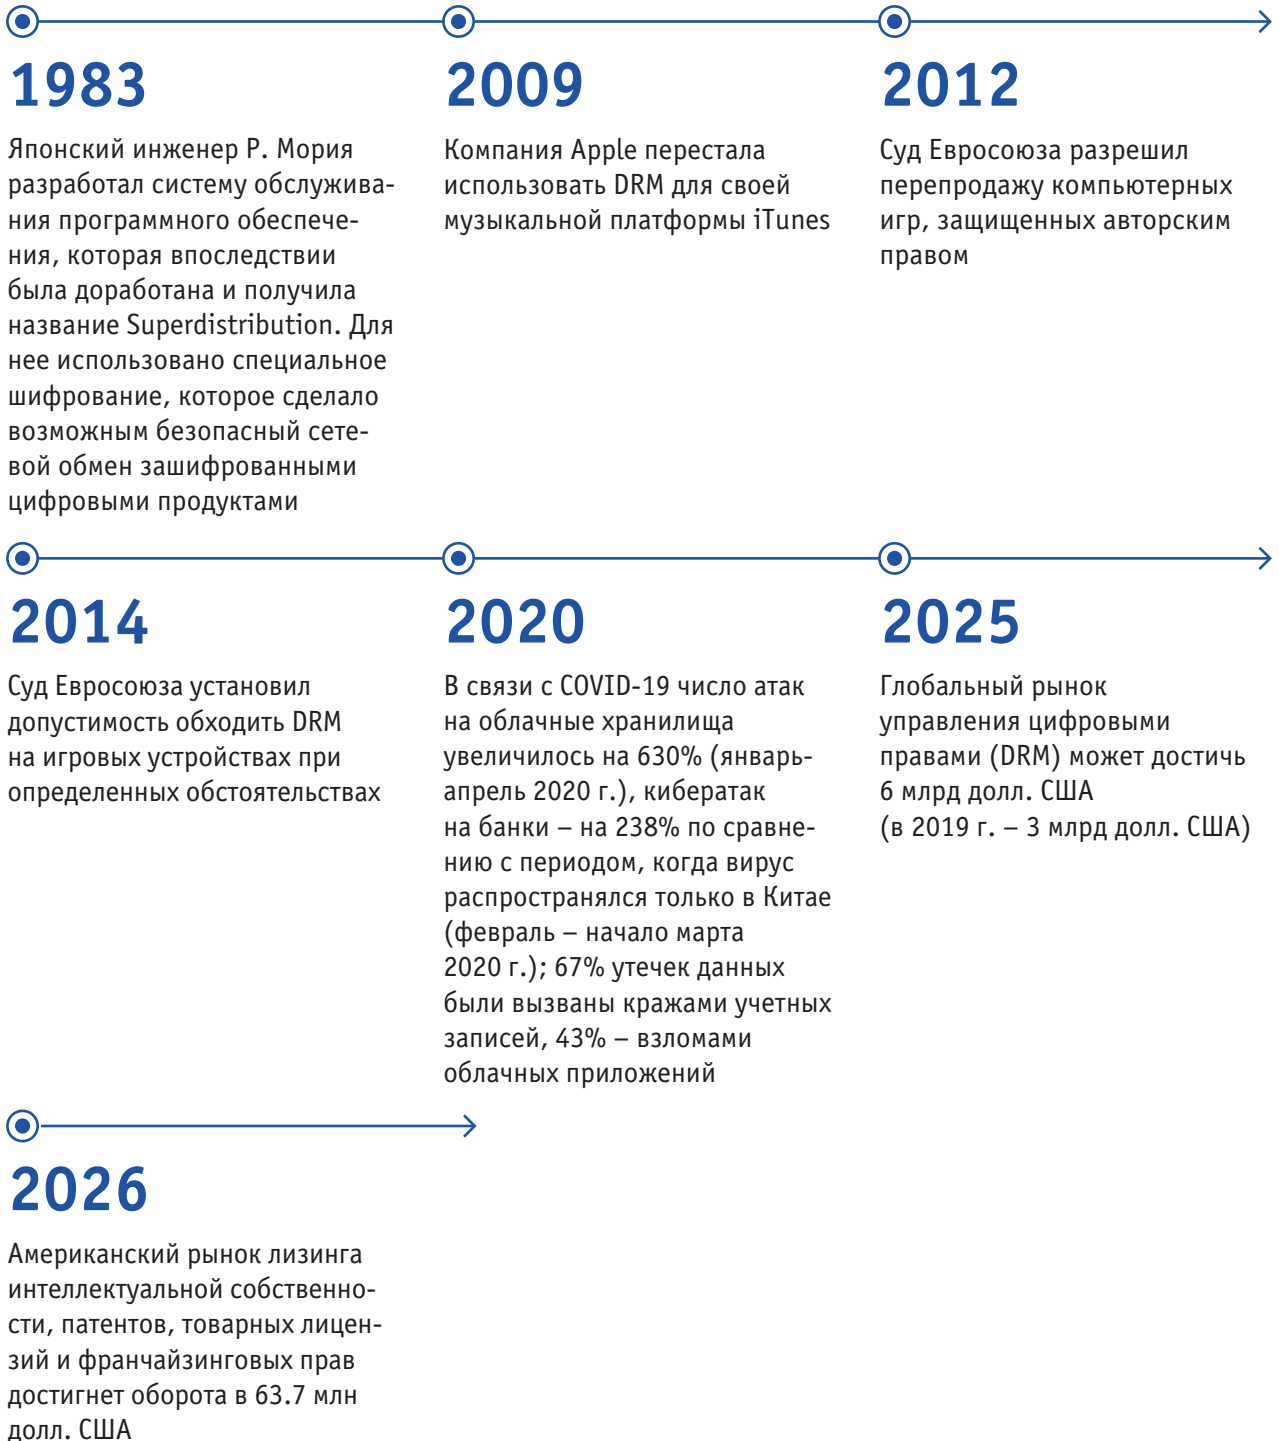 1983
Японский инженер Р. Мория
разработал систему обслужива-
ния программного обеспече-
ния, которая впоследствии
была доработана и получила
название Superdistribution. Для
нее использовано специальное
шифрование, которое сделало
возможным безопасный сете-
вой обмен зашифрованными
цифровыми продуктами
2009
Компания Apple перестала
использовать DRM для своей
музыкальной платформы iTunes
2012
Суд Евросоюза разрешил
перепродажу компьютерных
игр, защищенных авторским
правом
2014
Суд Евросоюза установил
допустимость обходить DRM
на игровых устройствах при
определенных обстоятельствах
2020
В связи с COVID-19 число атак
на облачные хранилища
увеличилось на 630% (январь-
апрель 2020 г.), кибератак
на банки – на 238% по сравне-
нию с периодом, когда вирус
распространялся только в Китае
(февраль – начало марта
2020 г.); 67% утечек данных
были вызваны кражами учетных
записей, 43% – взломами
облачных приложений
2025
Глобальный рынок
управления цифровыми
правами (DRM) может достичь
6 млрд долл. США
(в 2019 г. – 3 млрд долл. США)
2026
Американский рынок лизинга
интеллектуальной собственно-
сти, патентов, товарных лицен-
зий и франчайзинговых прав
достигнет оборота в 63.7 млн
долл. США